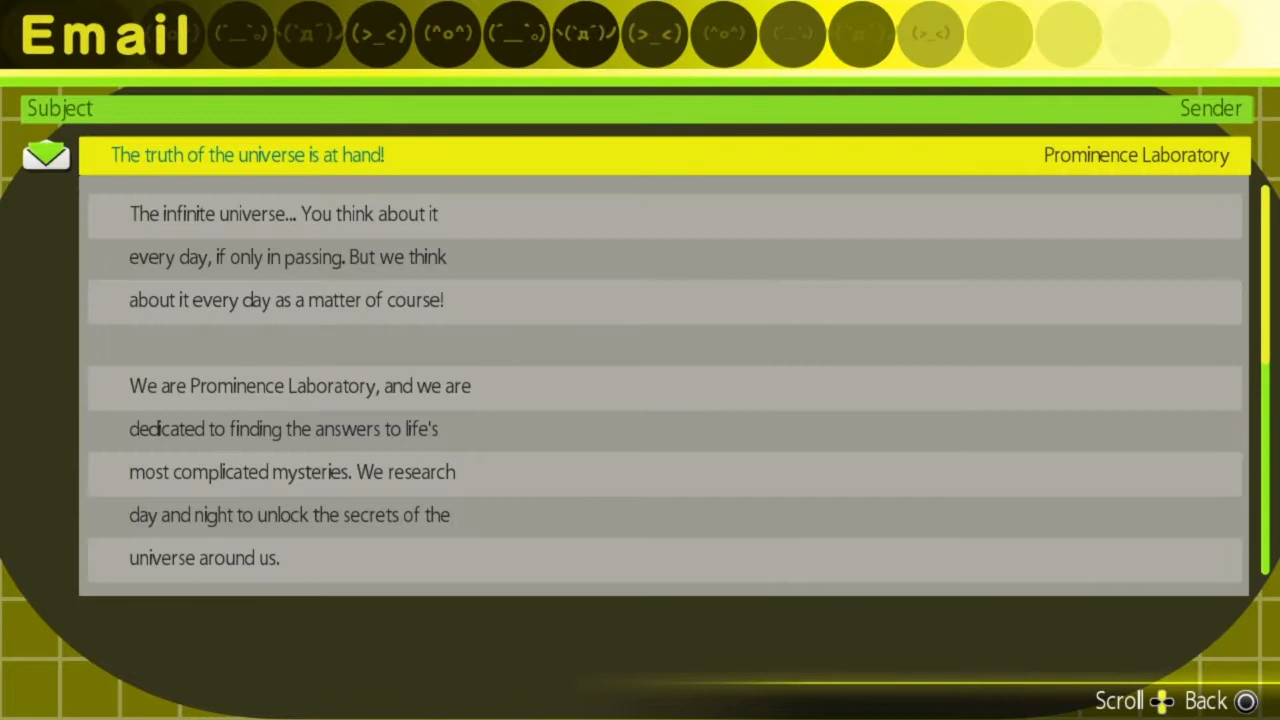 Email
(>_<) (^o^) (>_<) (^o^) (>_<)
Subject Sender
The truth of the universe is at hand! Prominence Laboratory
The infinite universe... You think about it
every day, if only in passing. But we think
about it every day as a matter of course!
We are Prominence Laboratory, and we are
dedicated to finding the answers to life's
most complicated mysteries. We research
day and night to unlock the secrets of the
universe around us.
Scroll Back